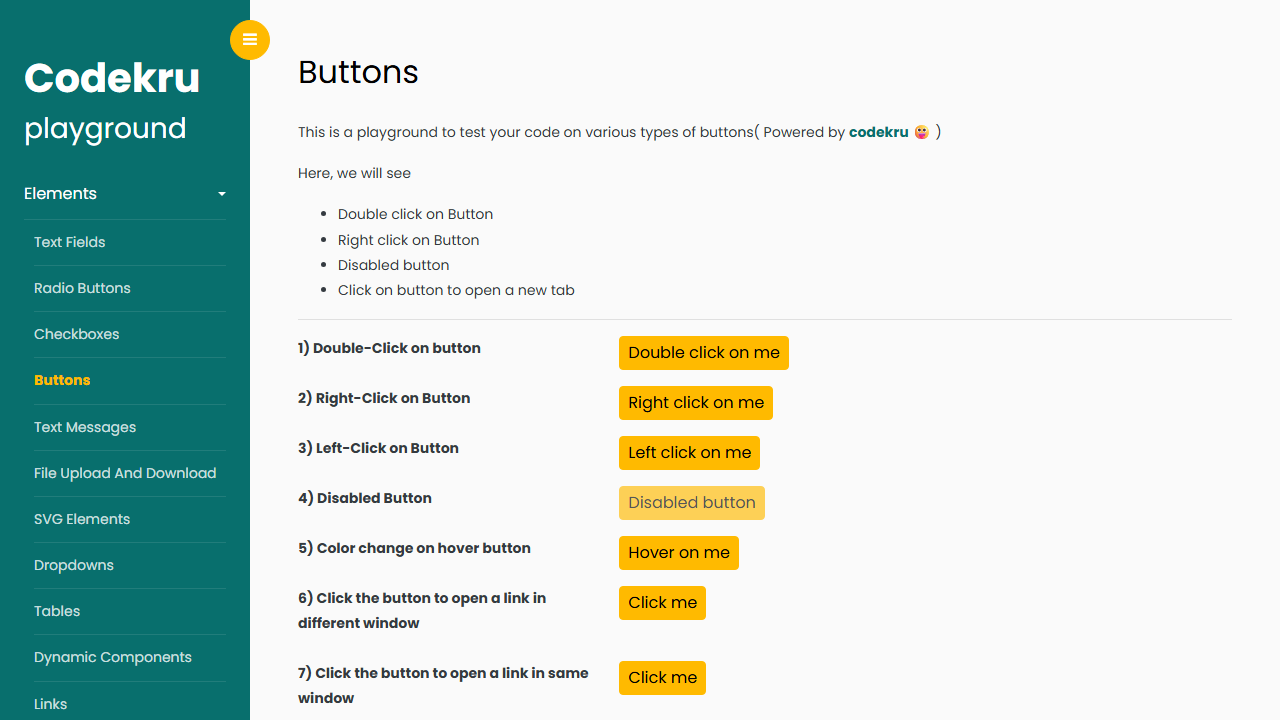 Codekru
playground
Elements
Text Fields
Radio Buttons
Checkboxes
Buttons
Text Messages
File Upload And Download
SVG Elements
Dropdowns
Tables
Dynamic Components
Links
Buttons
This is a playground to test your code on various types of buttons( Powered by codekru 😛 )
Here, we will see
Double click on Button
Right click on Button
Disabled button
Click on button to open a new tab
1) Double-Click on button
Double click on me
2) Right-Click on Button
Right click on me
3) Left-Click on Button
Left click on me
4) Disabled Button
Disabled button
5) Color change on hover button
Hover on me
6) Click the button to open a link in
different window
Click me
7) Click the button to open a link in same
window
Click me